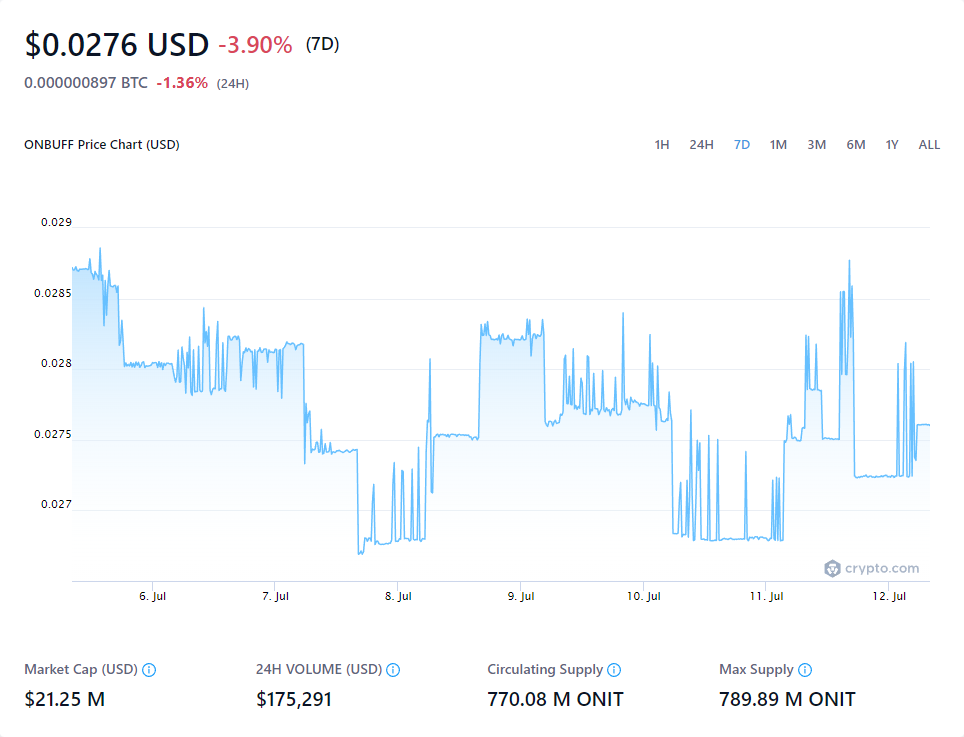 $0.0276 USD -3.90% (7D)
0.000000897 BTC -1.36% (24H)
ONBUFF Price Chart (USD) 1H 24H 7D 1M 3M 6M 1Y ALL
0.029
0.0285
0.028
0.0275
0.027
crypto.com
6. Jul 7. Jul 8. Jul 9. Jul 10. Jul 11. Jul 12. Jul
Market Cap (USD) 24H VOLUME (USD) Circulating Supply Max Supply
$21.25 M $175,291 770.08 M ONIT 789.89 M ONIT